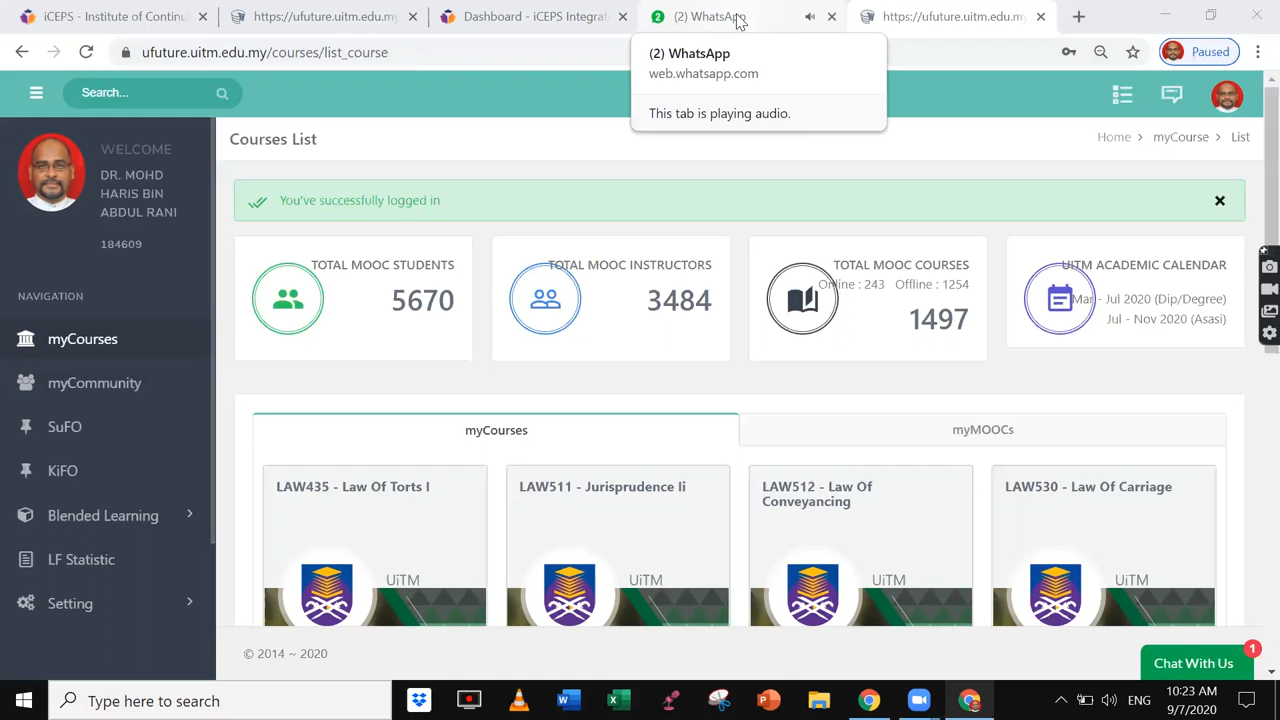 iCEPS - Institute of Continu
https://ufuture.uitm.edu.my/
Dashboard - iCEPS Integrat
2 (2) WhatsApp
https://ufuture.uitm.edu.my
ufuture.uitm.edu.my/courses/list_course
Paused
(2) WhatsApp
web.whatsapp.com
This tab is playing audio.
Search...
Courses List
Home > myCourse > List
WELCOME
DR. MOHD
HARIS BIN
ABDUL RANI
184609
You've successfully logged in
TOTAL MOOC STUDENTS
5670
TOTAL MOOC INSTRUCTORS
3484
TOTAL MOOC COURSES
Online : 243 Offline : 1254
1497
UITM ACADEMIC CALENDAR
Mar - Jul 2020 (Dip/Degree)
Jul - Nov 2020 (Asasi)
NAVIGATION
myCourses
myCommunity
SuFO
KiFO
Blended Learning
LF Statistic
Setting
myCourses
myMOOCs
LAW435 - Law Of Torts I
UiTM
LAW511 - Jurisprudence Ii
UiTM
LAW512 - Law Of
Conveyancing
UiTM
LAW530 - Law Of Carriage
UiTM
© 2014 ~ 2020
Chat With Us
1
Type here to search
ENG
10:23 AM
9/7/2020